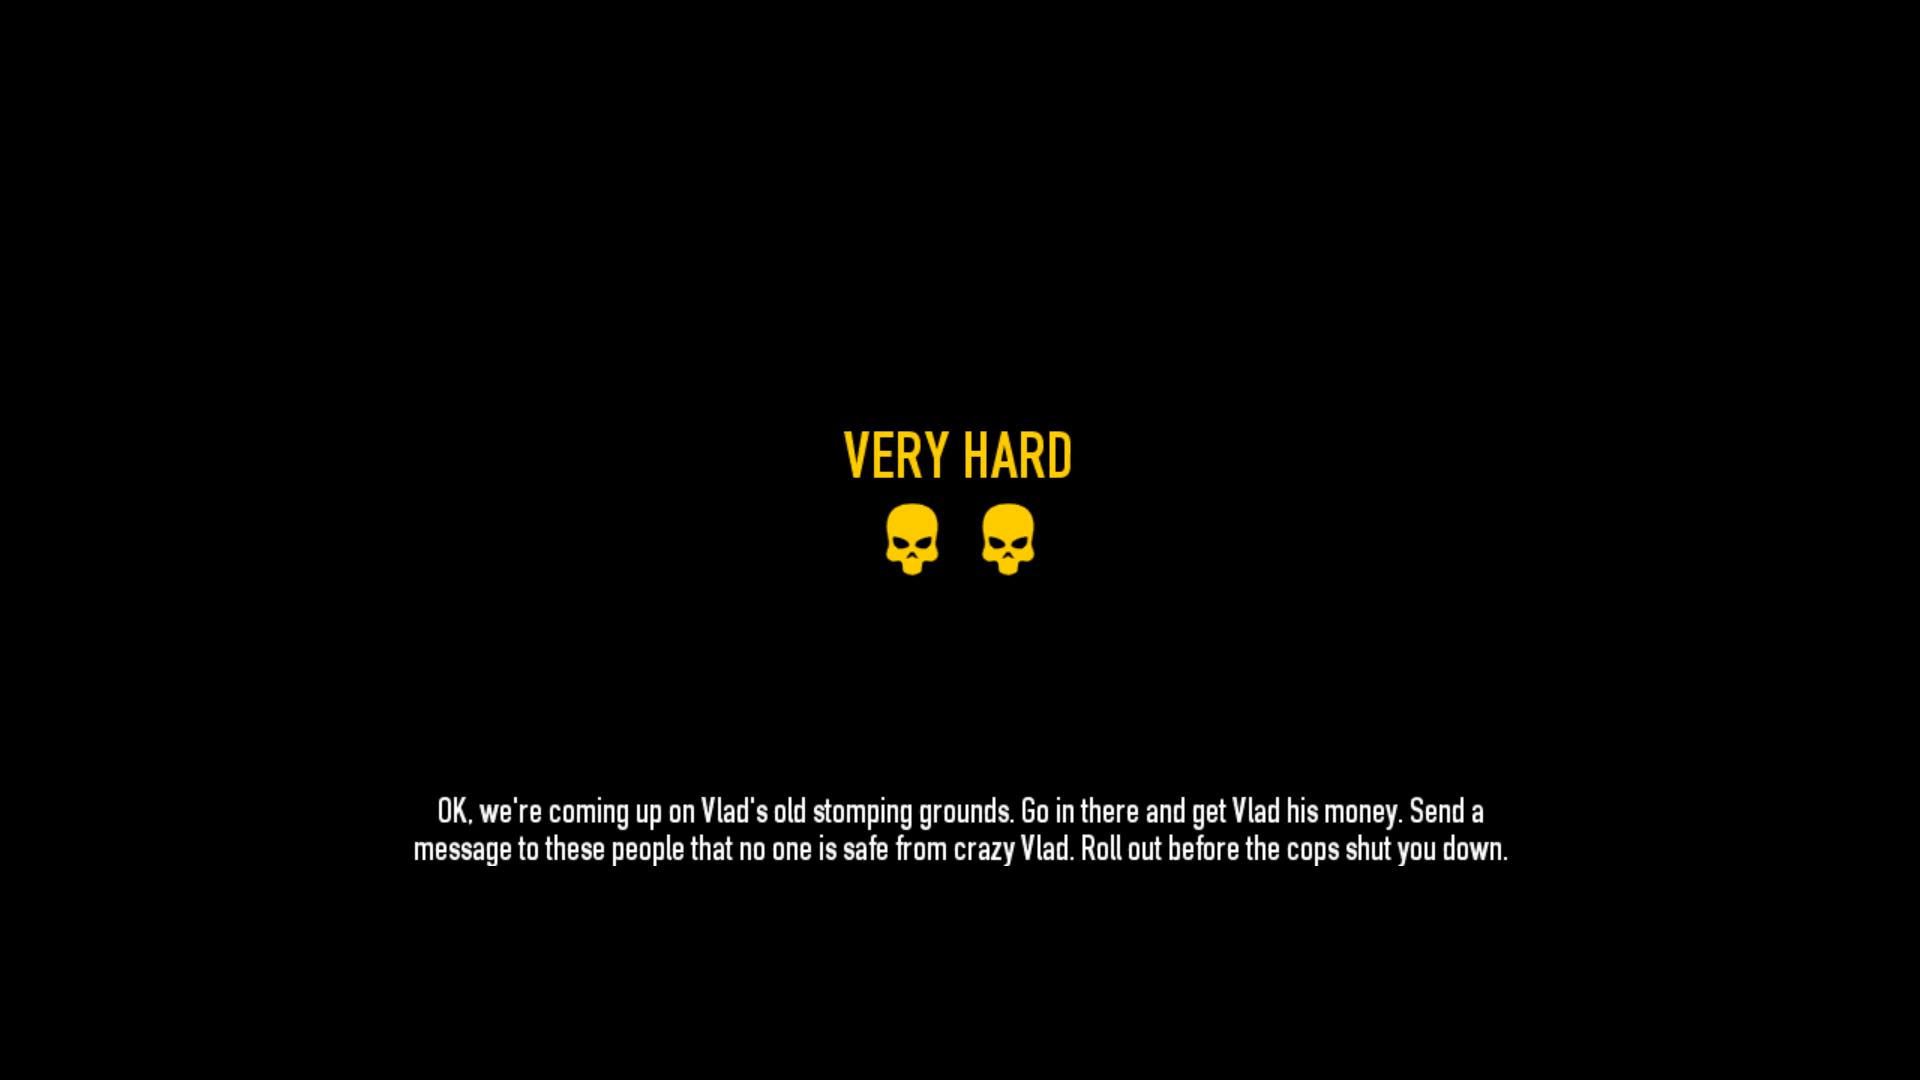 VERY HARD
OK, we're coming up on Vlad's old stomping grounds. Go in there and get Vlad his money. Send a
message to these people that no one is safe from crazy Vlad. Roll out before the cops shut you down.